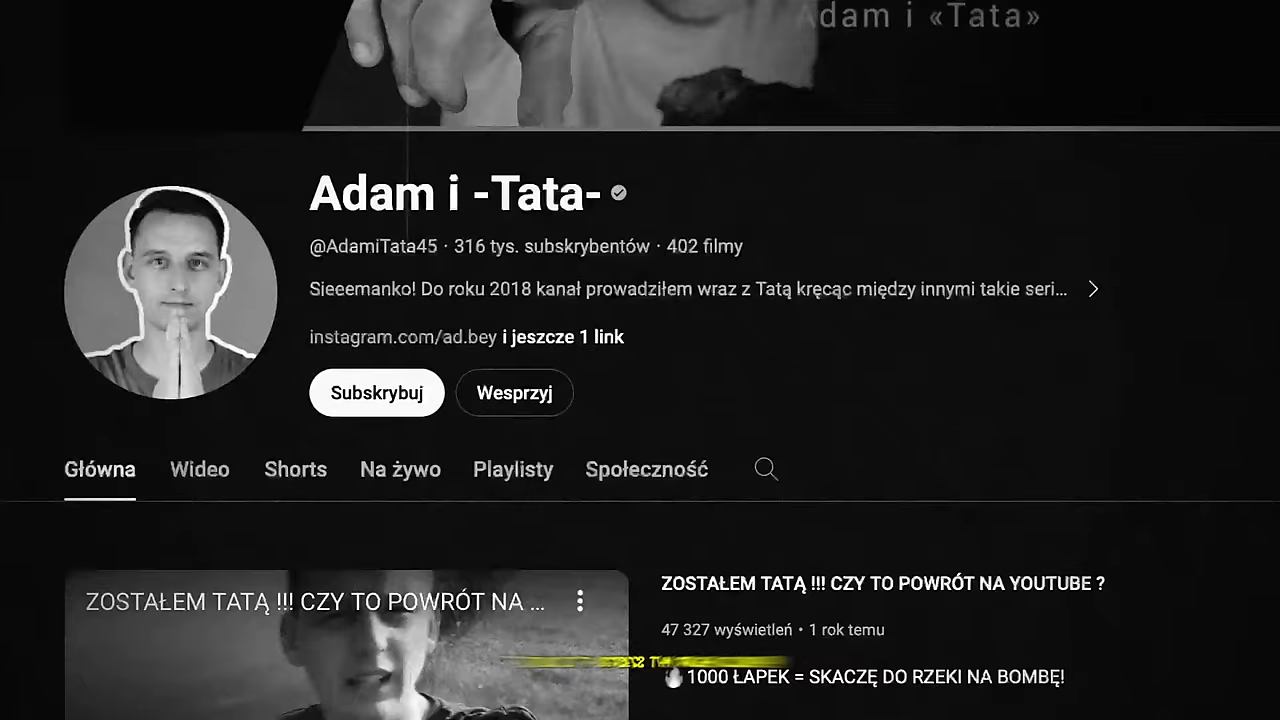 Adam i «Tata»
Adam i -Tata-
@AdamiTata45 · 316 tys. subskrybentów · 402 filmy
Sieeemanko! Do roku 2018 kanał prowadziłem wraz z Tatą kręcąc między innymi takie seri...
instagram.com/ad.bey i jeszcze 1 link
Subskrybuj Wesprzyj
Główna Wideo Shorts Na żywo Playlisty Społeczność
ZOSTAŁEM TATĄ !!! CZY TO POWRÓT NA ...
ZOSTAŁEM TATĄ !!! CZY TO POWRÓT NA YOUTUBE ?
47 327 wyświetleń • 1 rok temu
1000 ŁAPEK = SKACZĘ DO RZEKI NA BOMBĘ!